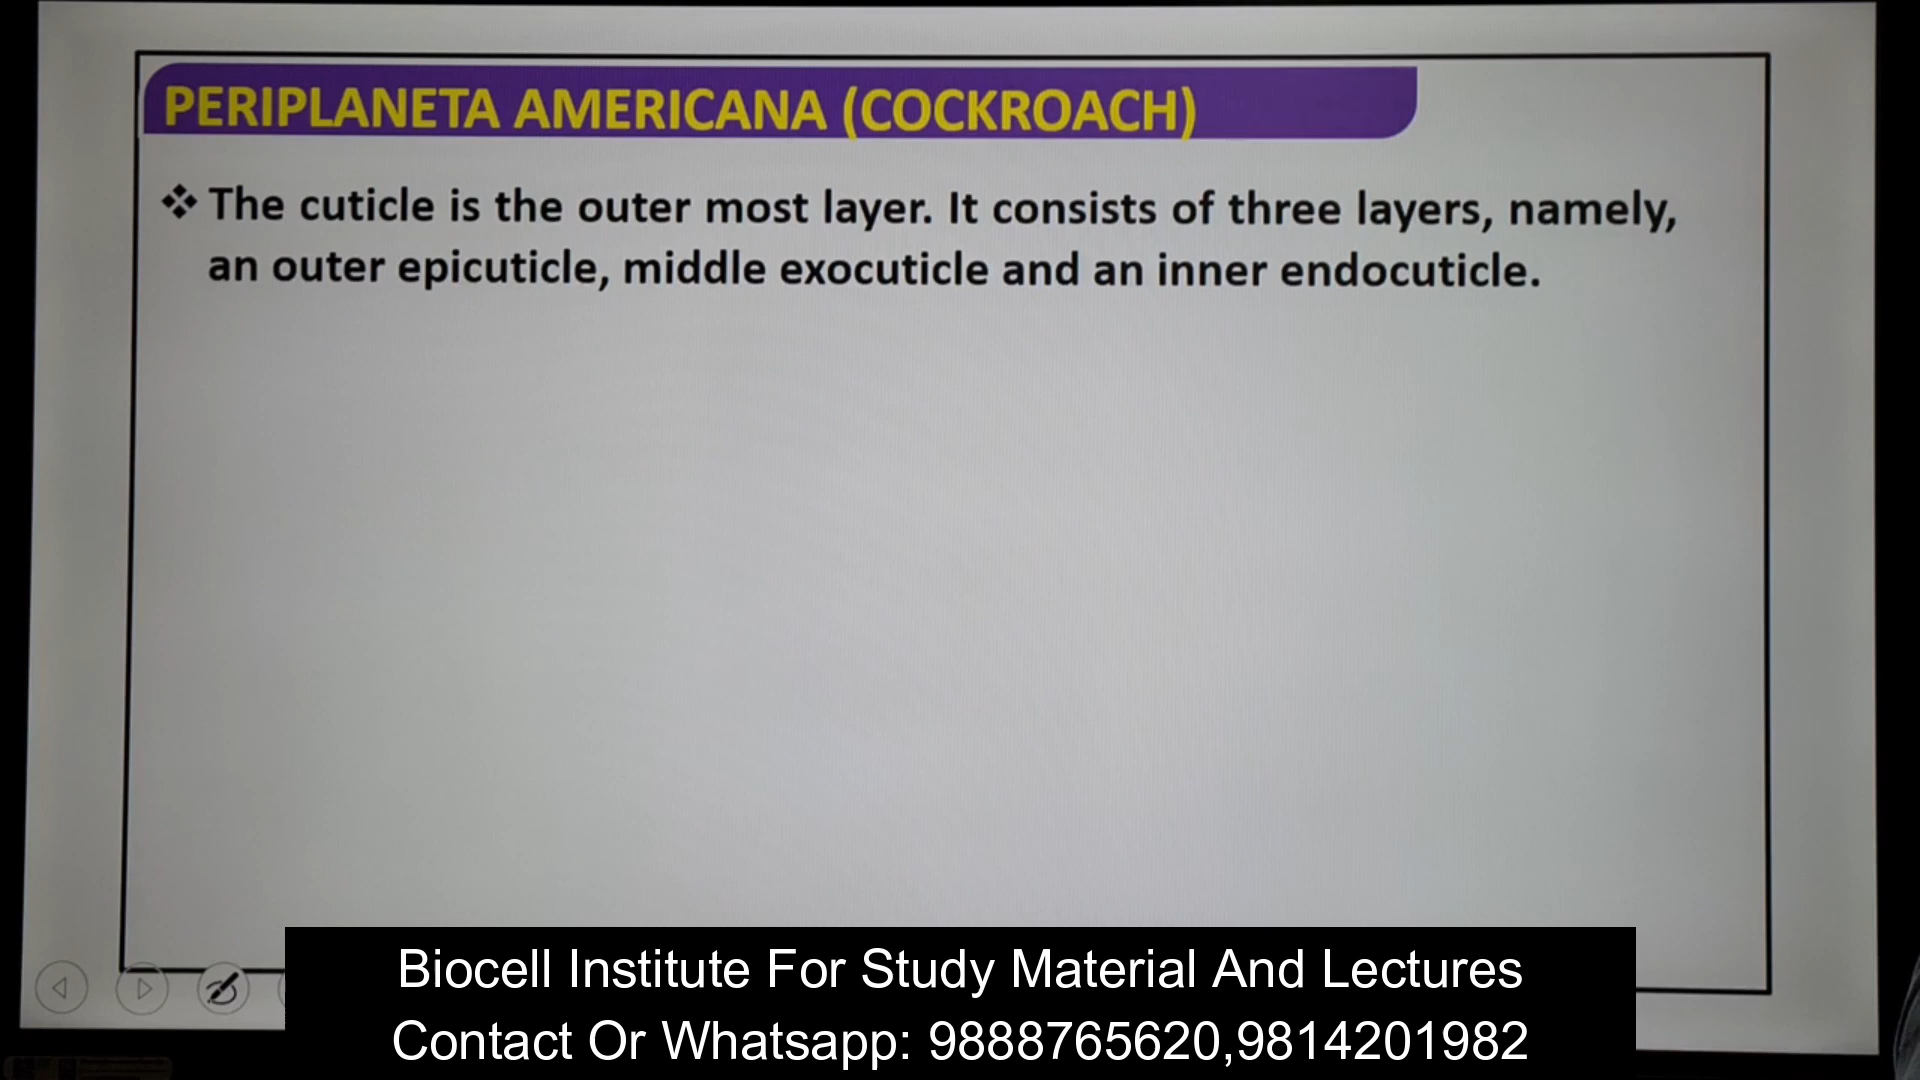 PERIPLANETA AMERICANA (COCKROACH)
❖ The cuticle is the outer most layer. It consists of three layers, namely,
an outer epicuticle, middle exocuticle and an inner endocuticle.
Biocell Institute For Study Material And Lectures
Contact Or Whatsapp: 9888765620,9814201982